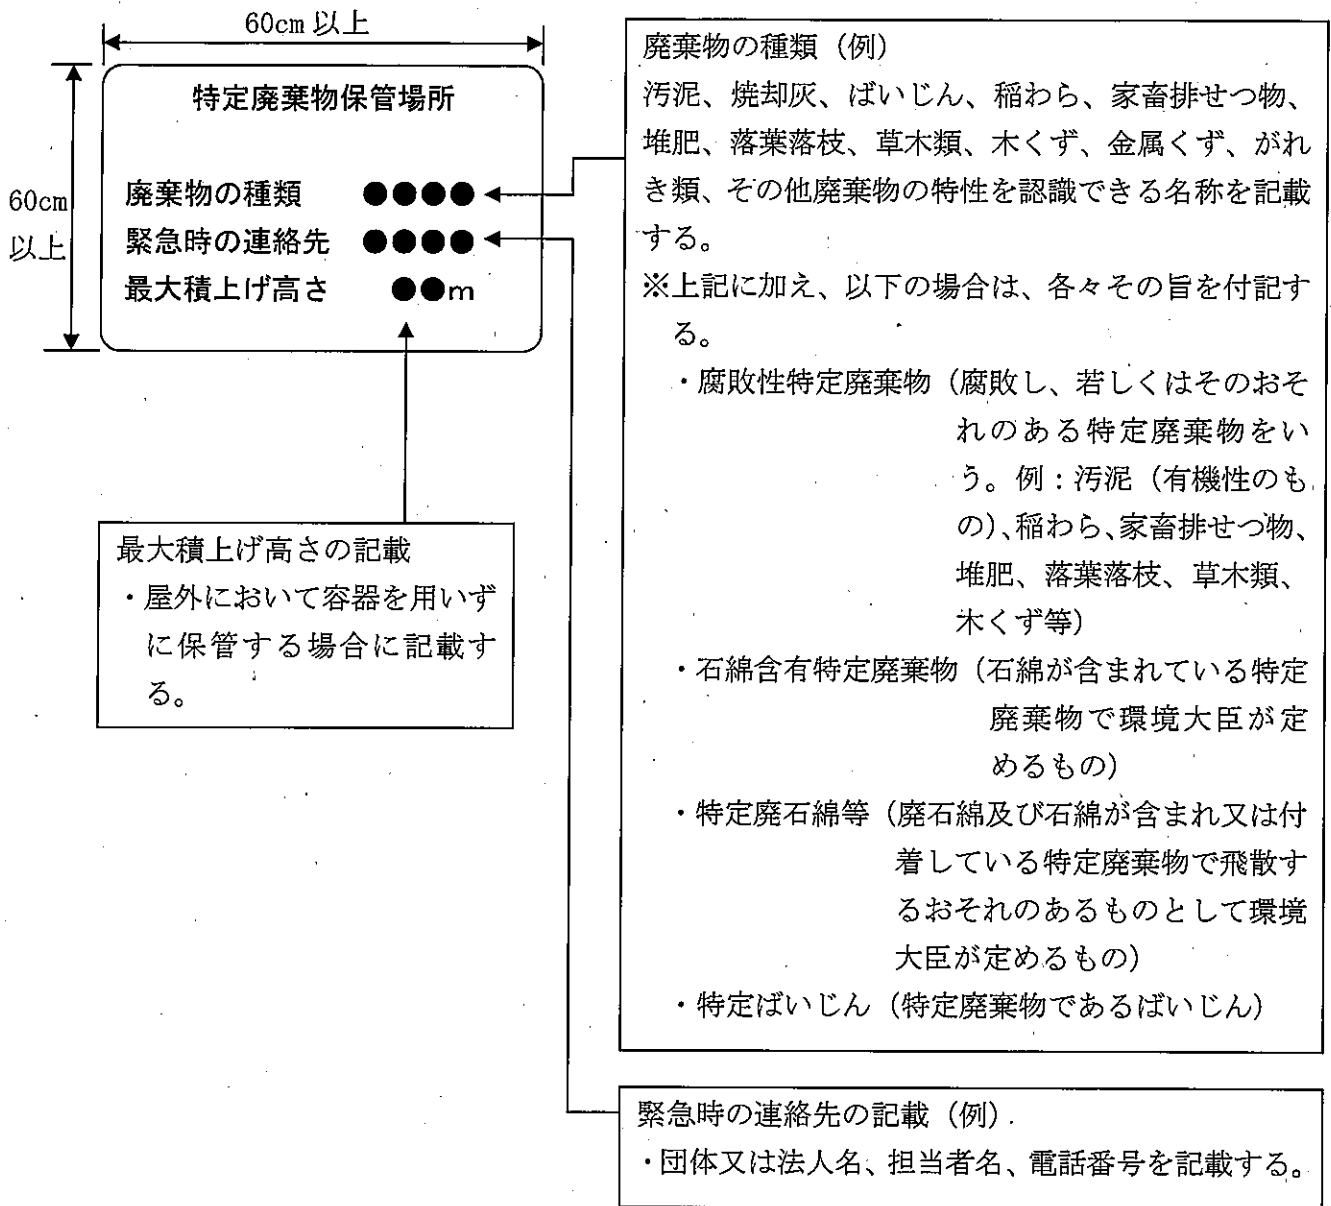 60cm 以上
60cm
以上
特定廃棄物保管場所
廃棄物の種類 ●●●●
緊急時の連絡先 ●●●●
最大積上げ高さ ●●m
最大積上げ高さの記載
・屋外において容器を用いず
に保管する場合に記載す
る。
廃棄物の種類（例）
汚泥、焼却灰、ばいじん、稲わら、家畜排せつ物、
堆肥、落葉落枝、草木類、木くず、金属くず、がれ
き類、その他廃棄物の特性を認識できる名称を記載
する。
※上記に加え、以下の場合は、各々その旨を付記す
る。
・腐敗性特定廃棄物（腐敗し、若しくはそのおそ
れのある特定廃棄物をい
う。例：汚泥（有機性のも
の）、稲わら、家畜排せつ物、
堆肥、落葉落枝、草木類、
木くず等）
・石綿含有特定廃棄物（石綿が含まれている特定
廃棄物で環境大臣が定
めるもの）
・特定廃石綿等（廃石綿及び石綿が含まれ又は付
着している特定廃棄物で飛散す
るおそれのあるものとして環境
大臣が定めるもの）
・特定ばいじん（特定廃棄物であるばいじん）
緊急時の連絡先の記載（例）
・団体又は法人名、担当者名、電話番号を記載する。